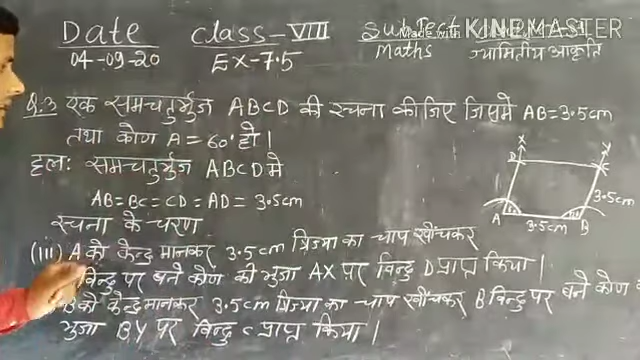 Date Class-VIII Subject
Made with KINEMASTER
04-09-20 EX-7.5 Maths ज्यामितीय आकृति
Q.3 एक समचतुर्भुज ABCD की रचना कीजिए जिसमे AB=3.5cm
तथा कोण A = 60° हो।
हल: समचतुर्भुज ABCD मे
AB=BC=CD=AD=3.5cm
रचना के चरण
(iii) A को केन्द्र मानकर 3.5cm त्रिज्या का चाप खींचकर
बिन्दु पर बने कोण की भुजा AX पर बिन्दु D प्राप्त किया।
B को केन्द्र मानकर 3.5cm त्रिज्या का चाप खींचकर B बिन्दु पर बने कोण
भुजा BY पर बिन्दु C प्राप्त किया।
X Y
D
3.5cm
A B
3.5cm